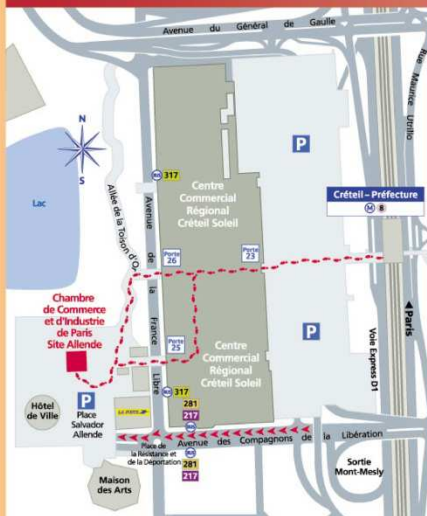 Avenue du Général de Gaulle
Rue Maurice Utrillo
N
S
Lac
Allée de la Toison d'Or
317
Avenue de la France Libre
Centre
Commercial
Régional
Créteil Soleil
P
Créteil – Préfecture
M 8
Porte
26
Porte
23
Chambre
de Commerce
et d'Industrie
de Paris
Site Allende
Porte
25
Centre
Commercial
Régional
Créteil Soleil
P
Paris
Voie Express D1
Hôtel
de Ville
P
Place
Salvador
Allende
LA POSTE
317
281
217
Avenue des Compagnons de la Libération
Place de
la Résistance et
de la Déportation
281
217
Maison
des Arts
Sortie
Mont-Mesly